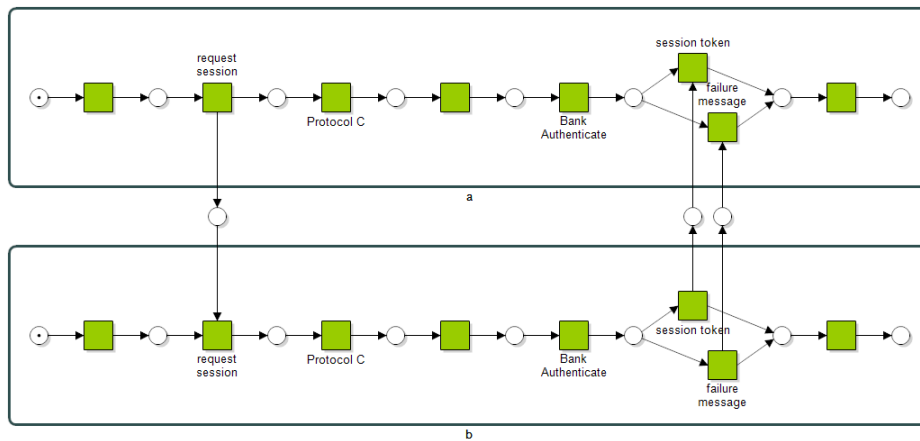 request
session
session token
failure
message
Protocol C
Bank
Authenticate
a
request
session
Protocol C
Bank
Authenticate
session token
failure
message
b